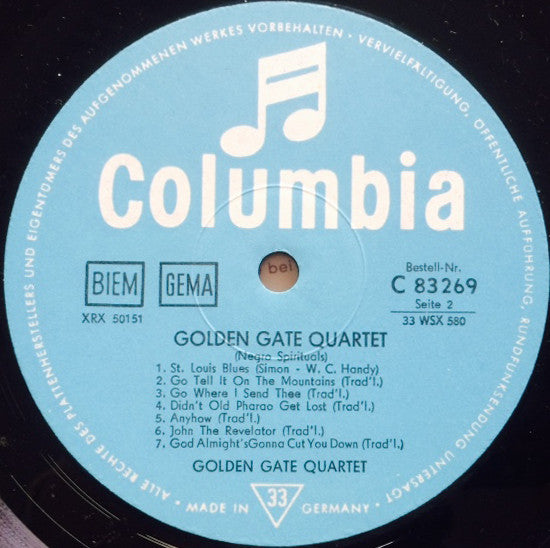 • ALLE RECHTE DES PLATTENHERSTELLERS UND EIGENTÜMERS DES AUFGENOMMENEN WERKES VORBEHALTEN • VERVIELFÄLTIGUNG, ÖFFENTLICHE AUFFÜHRUNG, RUNDFUNKSENDUNG UNTERSAGT •
Columbia
BIEM GEMA
bei
Bestell-Nr.
C 83269
Seite 2
XRX 50151
33 WSX 580
GOLDEN GATE QUARTET
(Negro Spirituals)
1. St. Louis Blues (Simon - W. C. Handy)
2. Go Tell It On The Mountains (Trad'l.)
3. Go Where I Send Thee (Trad'l.)
4. Didn't Old Pharao Get Lost (Trad'l.)
5. Anyhow (Trad'l.)
6. John The Revelator (Trad'l.)
7. God Almight'sGonna Cut You Down (Trad'l.)
GOLDEN GATE QUARTET
MADE IN 33 GERMANY